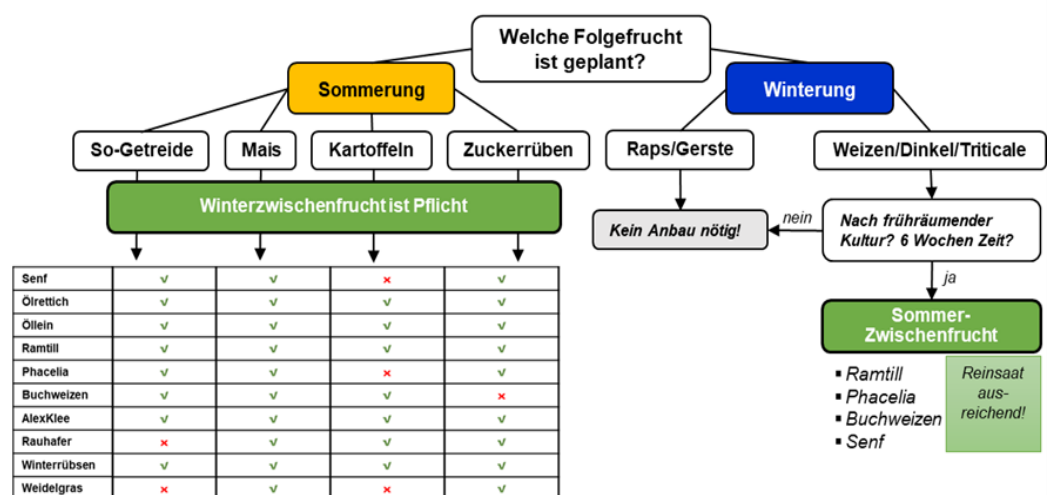 Welche Folgefrucht
ist geplant?
Sommerung
Winterung
So-Getreide
Mais
Kartoffeln
Zuckerrüben
Raps/Gerste
Weizen/Dinkel/Triticale
Winterzwischenfrucht ist Pflicht
Kein Anbau nötig!
nein
Nach frühräumender
Kultur? 6 Wochen Zeit?
ja
Senf ✓ ✓ × ✓
Ölrettich ✓ ✓ ✓ ✓
Öllein ✓ ✓ ✓ ✓
Ramtill ✓ ✓ ✓ ✓
Phacelia ✓ ✓ × ✓
Buchweizen ✓ ✓ ✓ ×
AlexKlee ✓ ✓ ✓ ✓
Rauhafer × ✓ ✓ ✓
Winterrübsen ✓ ✓ ✓ ✓
Weidelgras × ✓ × ✓
Sommer-
Zwischenfrucht
▪ Ramtill
▪ Phacelia
▪ Buchweizen
▪ Senf
Reinsaat
aus-
reichend!